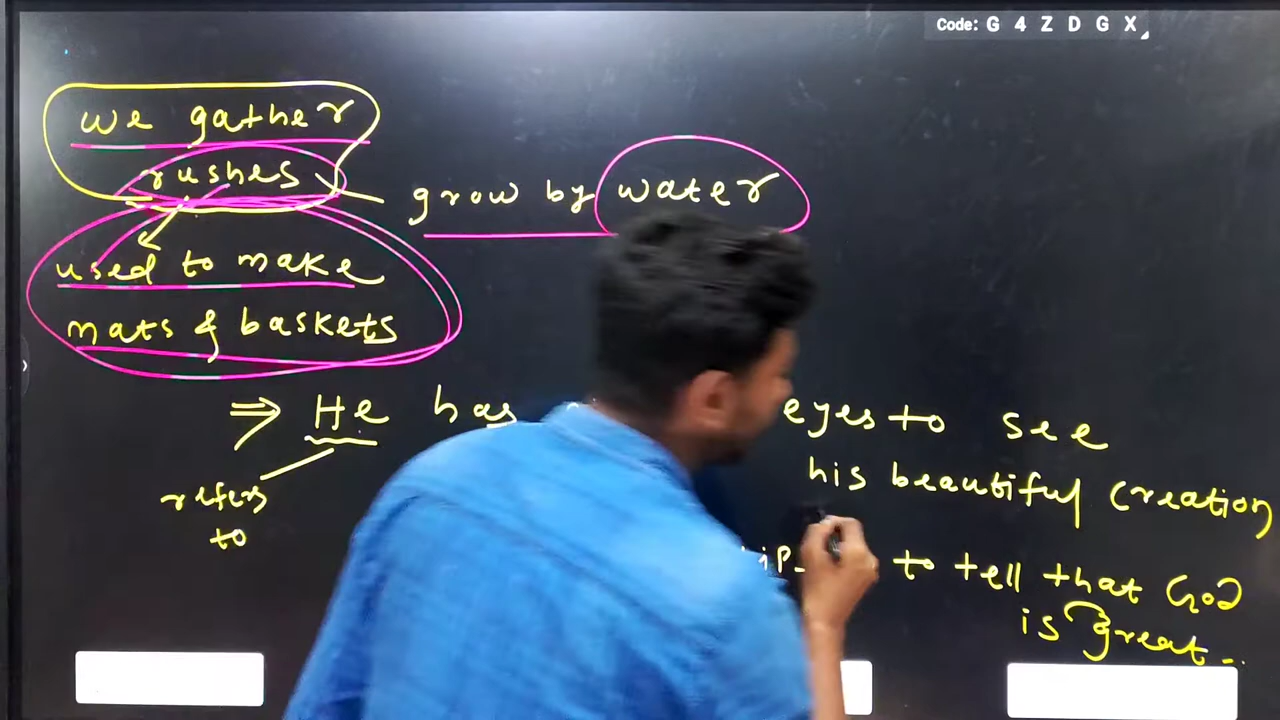 Code: G 4 Z D G X
we gather
rushes
grow by water
used to make
mats & baskets
⇒ He has eyes to see
his beautiful creation
refers
to
to tell that God
is great..